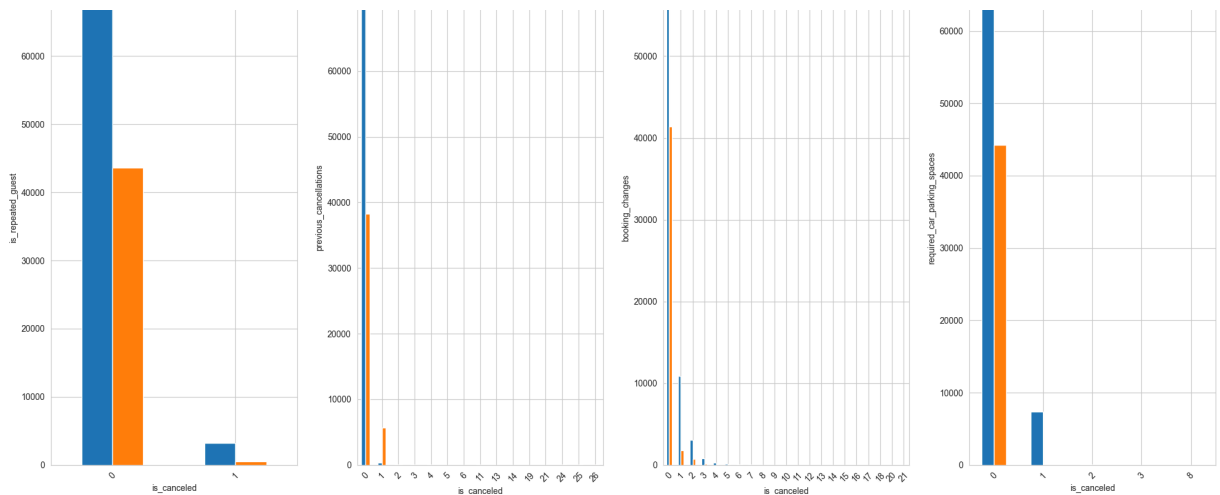 is_repeated_guest
60000
50000
40000
30000
20000
10000
0
0 1
is_canceled
previous_cancellations
60000
50000
40000
30000
20000
10000
0
0 1 2 3 4 5 6 11 13 14 19 21 24 25 26
is_canceled
booking_changes
50000
40000
30000
20000
10000
0
0 1 2 3 4 5 6 7 8 9 10 11 12 13 14 15 16 17 18 20 21
is_canceled
required_car_parking_spaces
60000
50000
40000
30000
20000
10000
0
0 1 2 3 8
is_canceled